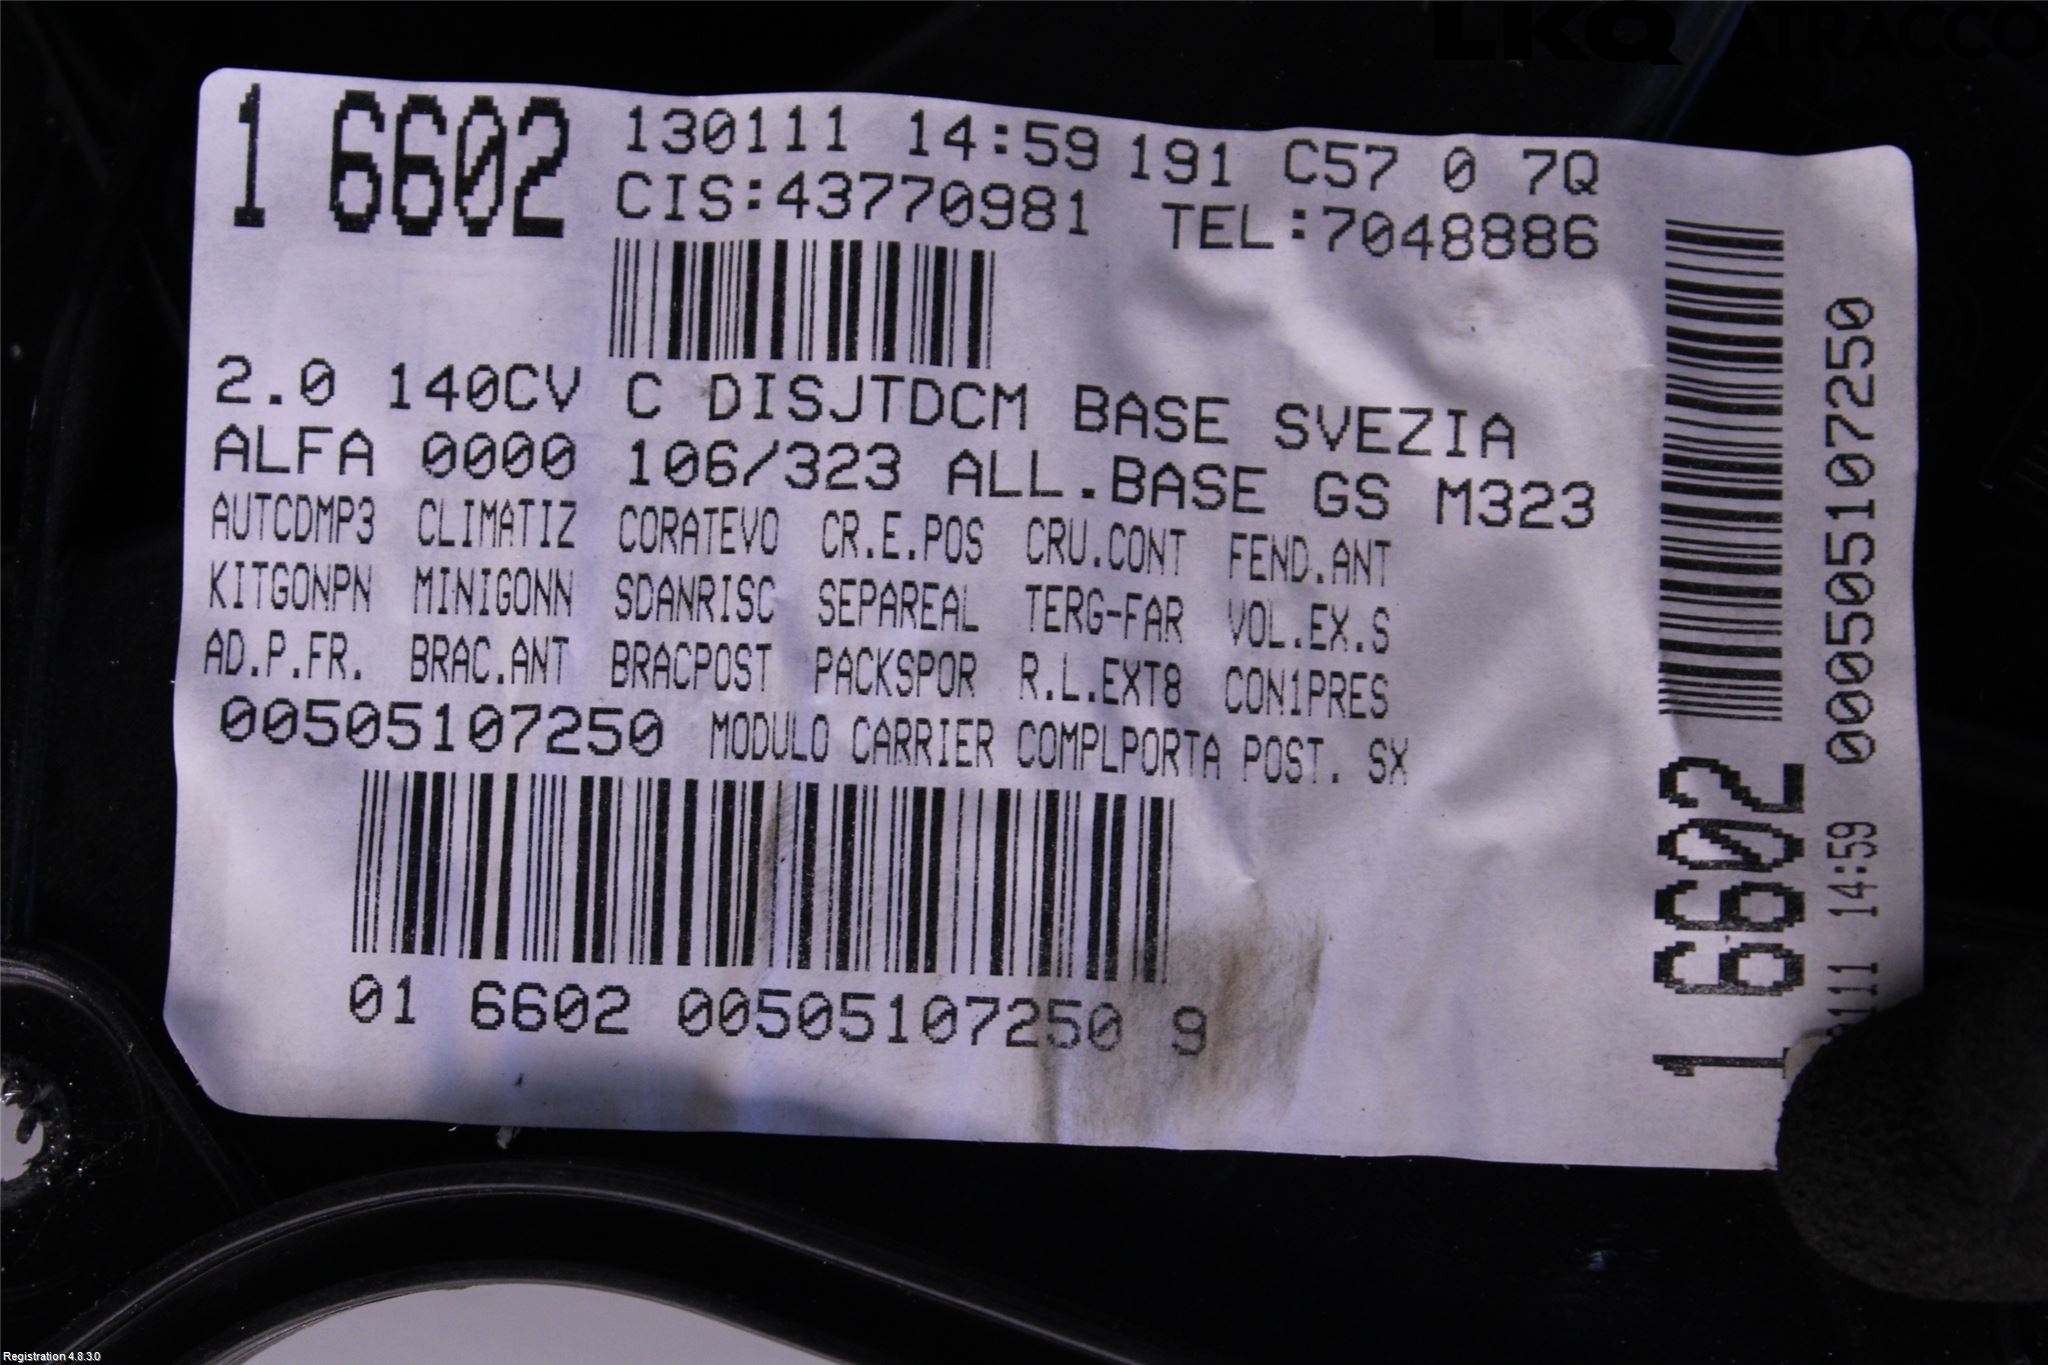 LKQ ATRACCO
1 6602
130111 14:59 191 C57 0 7Q
CIS:43770981 TEL:7048886
2.0 140CV C DISJTDCM BASE SVEZIA
ALFA 0000 106/323 ALL.BASE GS M323
AUTCDMP3 CLIMATIZ CORATEVO CR.E.POS CRU.CONT FEND.ANT
KITGONPN MINIGONN SDANRISC SEPAREAL TERG-FAR VOL.EX.S
AD.P.FR. BRAC.ANT BRACPOST PACKSPOR R.L.EXT8 CON1PRES
00505107250 MODULO CARRIER COMPLPORTA POST. SX
01 6602 00505107250 9
1 6602
14:59 000505107250
Registration 4.8.3.0